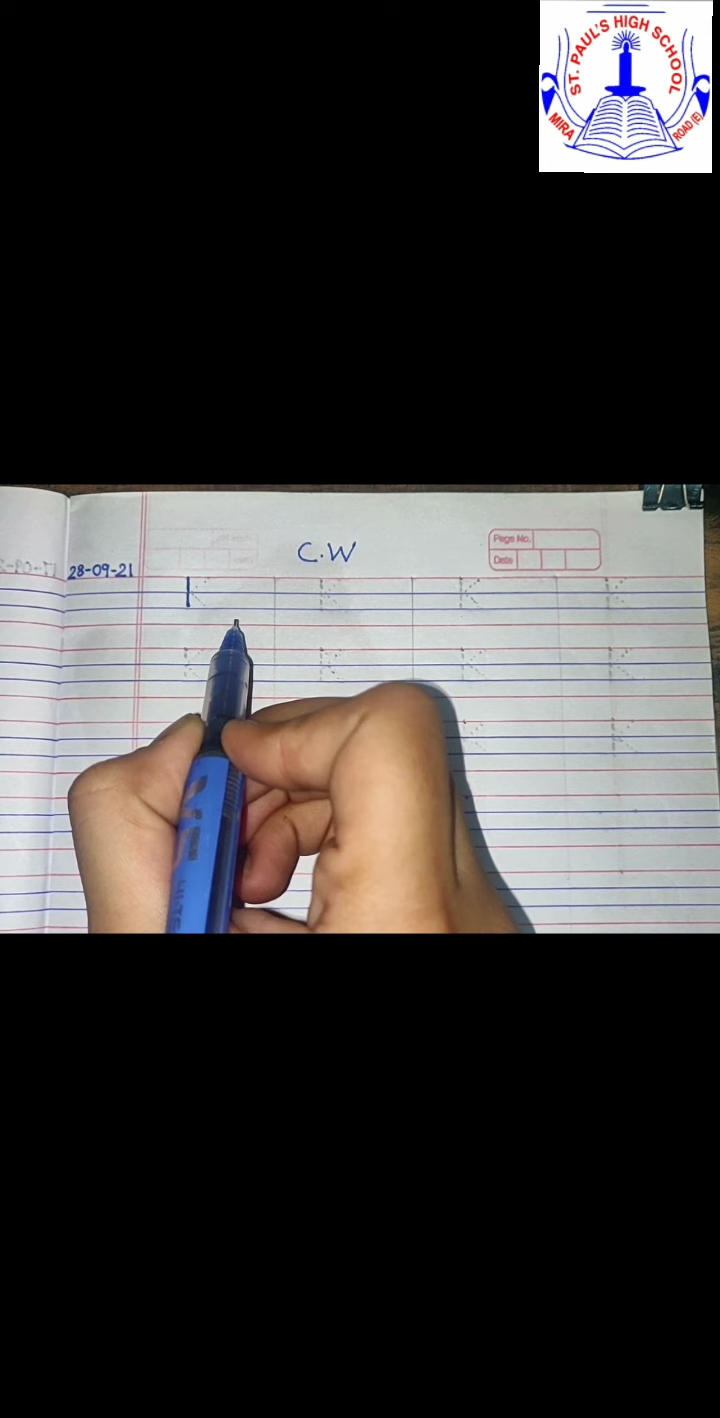 ST. PAUL'S HIGH SCHOOL
MIRA ROAD (E)
C.W
Page No.
Date
28-09-21
K K K K
K K K K
K K